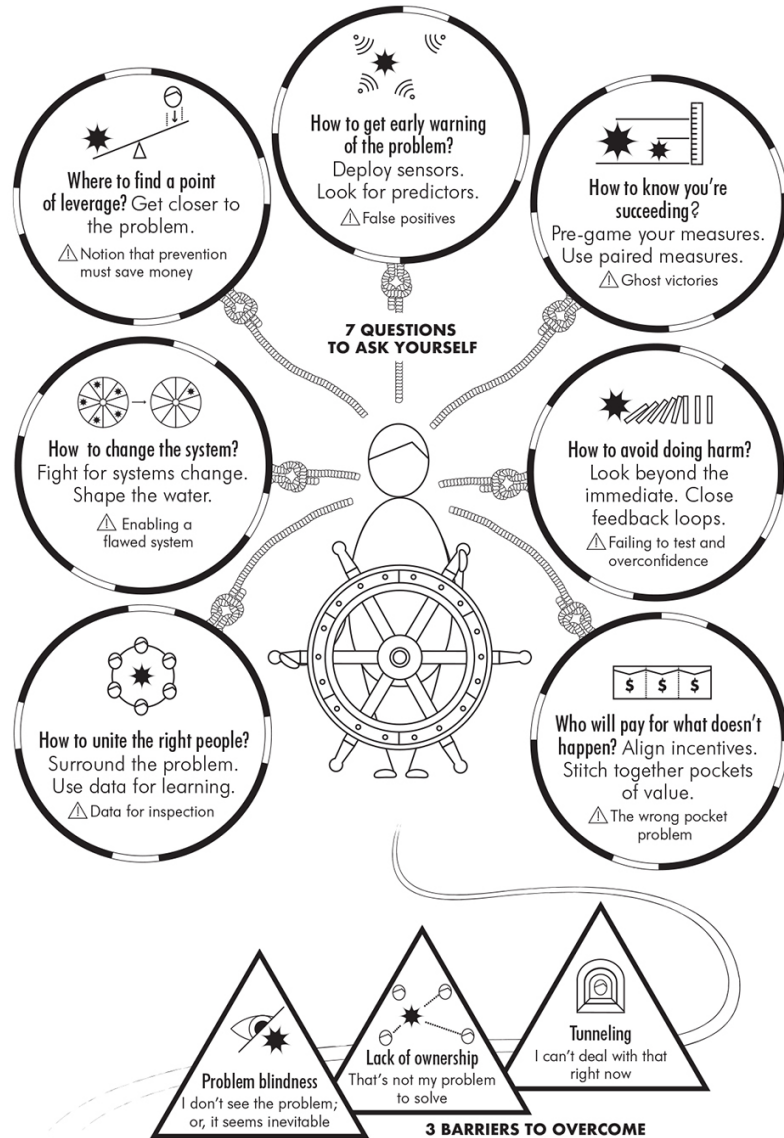 How to get early warning
of the problem?
Deploy sensors.
Look for predictors.
⚠ False positives
Where to find a point
of leverage? Get closer to
the problem.
⚠ Notion that prevention
must save money
How to know you're
succeeding?
Pre-game your measures.
Use paired measures.
⚠ Ghost victories
7 QUESTIONS
TO ASK YOURSELF
How to change the system?
Fight for systems change.
Shape the water.
⚠ Enabling a
flawed system
How to avoid doing harm?
Look beyond the
immediate. Close
feedback loops.
⚠ Failing to test and
overconfidence
How to unite the right people?
Surround the problem.
Use data for learning.
⚠ Data for inspection
$ $ $
Who will pay for what doesn't
happen? Align incentives.
Stitch together pockets
of value.
⚠ The wrong pocket
problem
Problem blindness
I don't see the problem;
or, it seems inevitable
Lack of ownership
That's not my problem
to solve
Tunneling
I can't deal with that
right now
3 BARRIERS TO OVERCOME